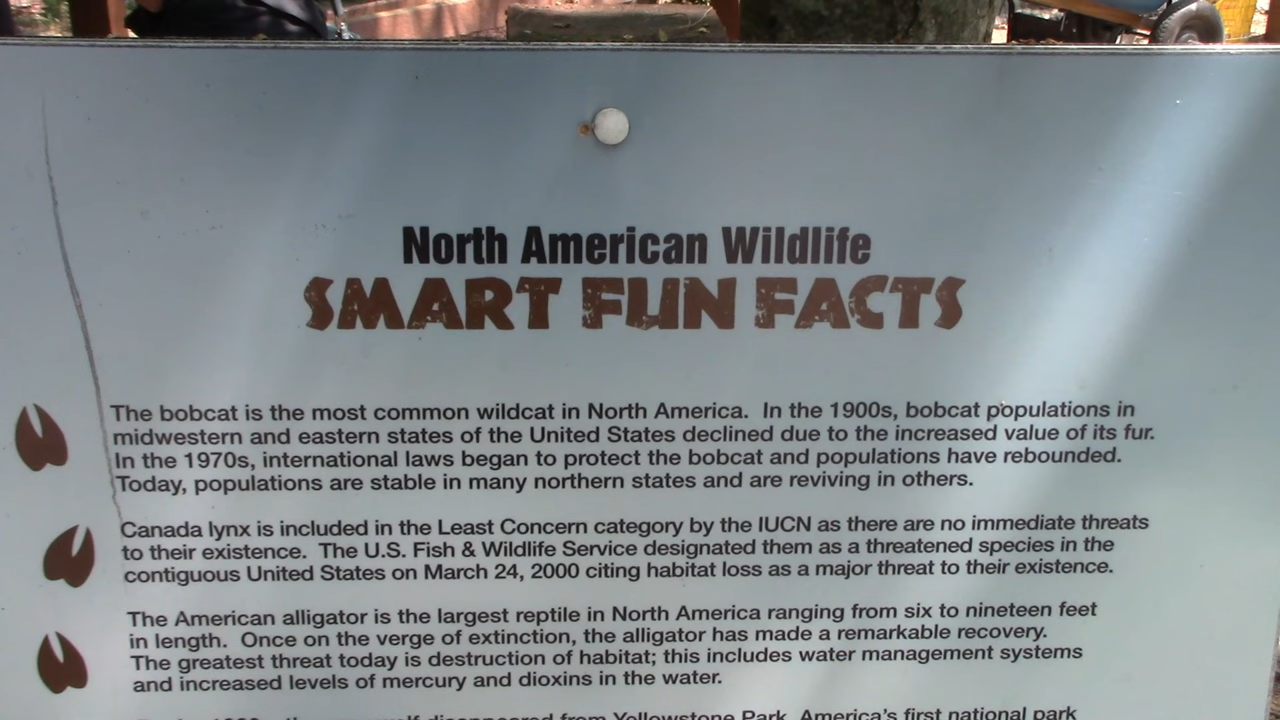 North American Wildlife
SMART FUN FACTS
The bobcat is the most common wildcat in North America. In the 1900s, bobcat populations in
midwestern and eastern states of the United States declined due to the increased value of its fur.
In the 1970s, international laws began to protect the bobcat and populations have rebounded.
Today, populations are stable in many northern states and are reviving in others.
Canada lynx is included in the Least Concern category by the IUCN as there are no immediate threats
to their existence. The U.S. Fish & Wildlife Service designated them as a threatened species in the
contiguous United States on March 24, 2000 citing habitat loss as a major threat to their existence.
The American alligator is the largest reptile in North America ranging from six to nineteen feet
in length. Once on the verge of extinction, the alligator has made a remarkable recovery.
The greatest threat today is destruction of habitat; this includes water management systems
and increased levels of mercury and dioxins in the water.
disappeared from Yellowstone Park, America's first national park